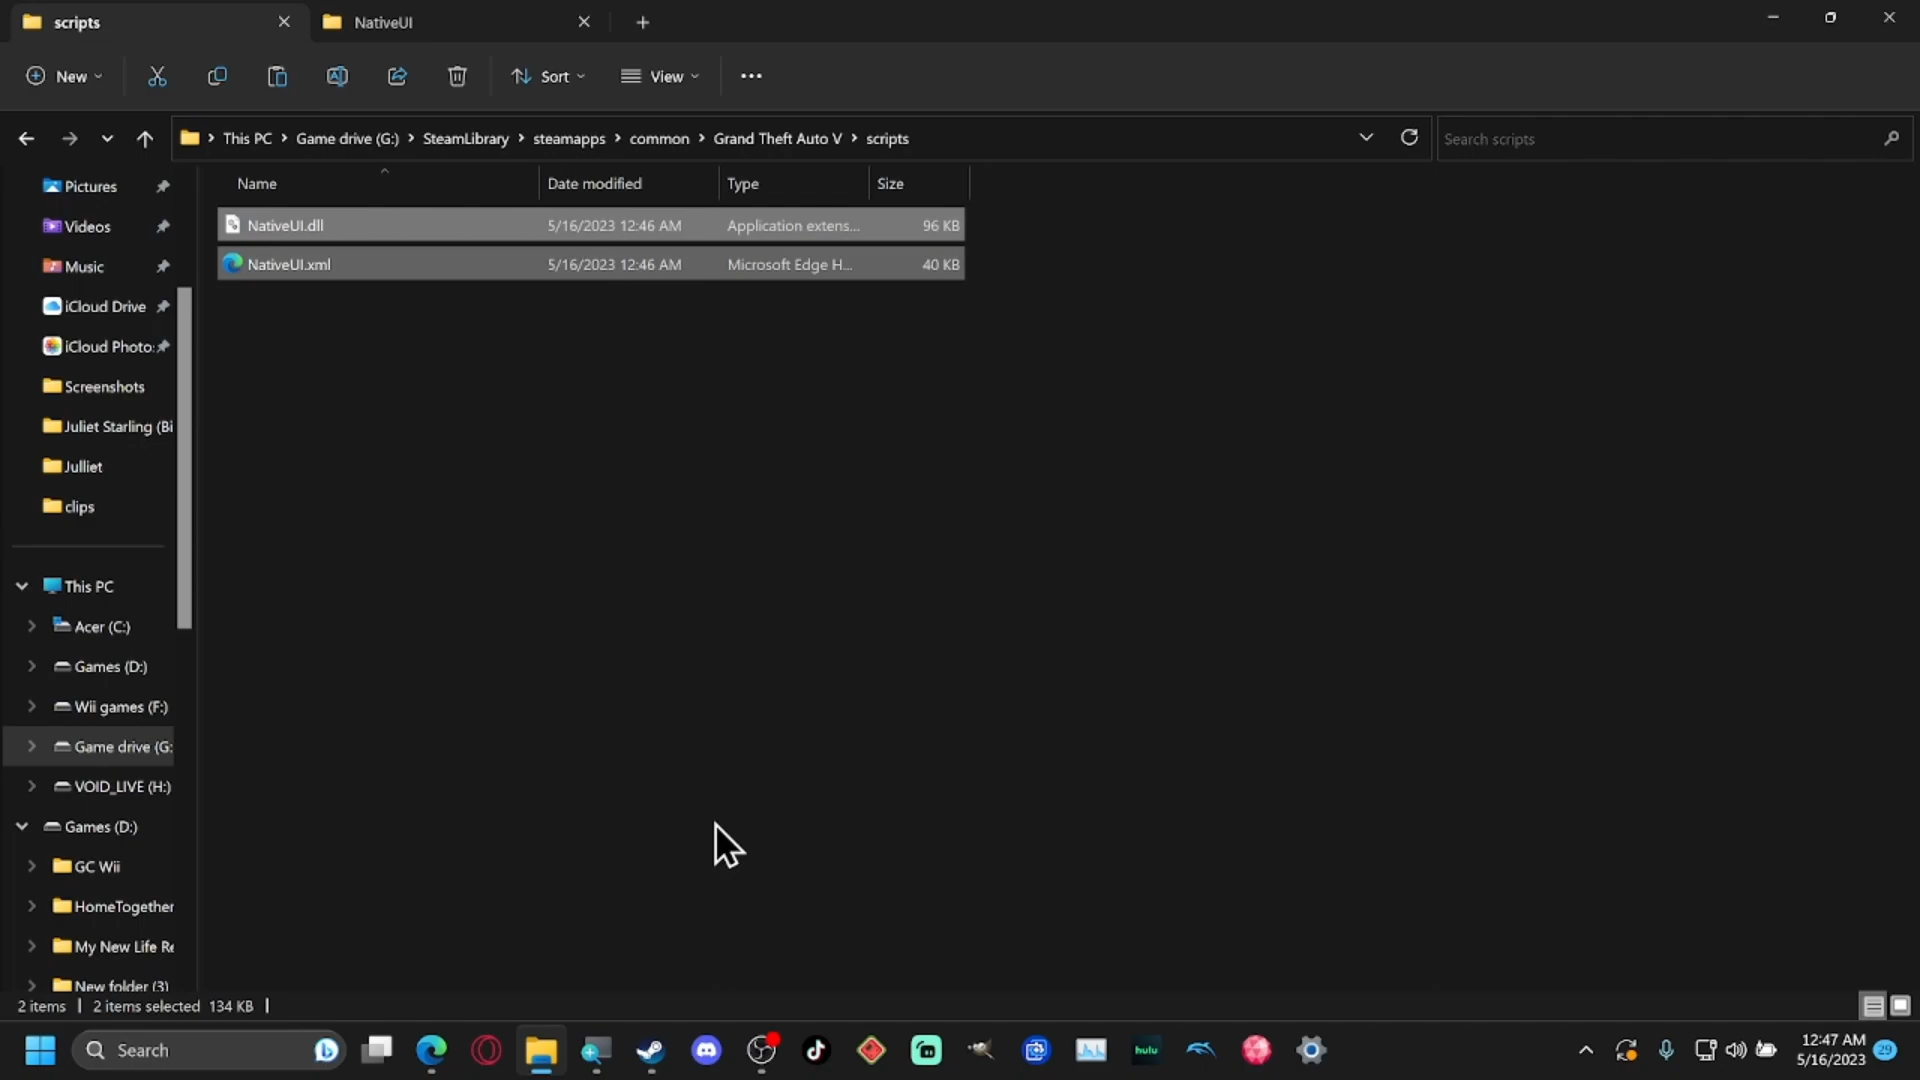 scripts
NativeUI
New
Sort
View
This PC
Game drive (G:)
SteamLibrary
steamapps
common
Grand Theft Auto V
scripts
Search scripts
Name
Date modified
Type
Size
NativeUI.dll
5/16/2023 12:46 AM
Application extens...
96 KB
NativeUI.xml
5/16/2023 12:46 AM
Microsoft Edge H...
40 KB
Pictures
Videos
Music
iCloud Drive
iCloud Photo:
Screenshots
Juliet Starling (Bi
Julliet
clips
This PC
Acer (C:)
Games (D:)
Wii games (F:)
Game drive (G:
VOID_LIVE (H:)
Games (D:)
GC Wii
HomeTogether
My New Life Re
New folder (3)
2 items
2 items selected 134 KB
Search
hulu
12:47 AM
5/16/2023
29